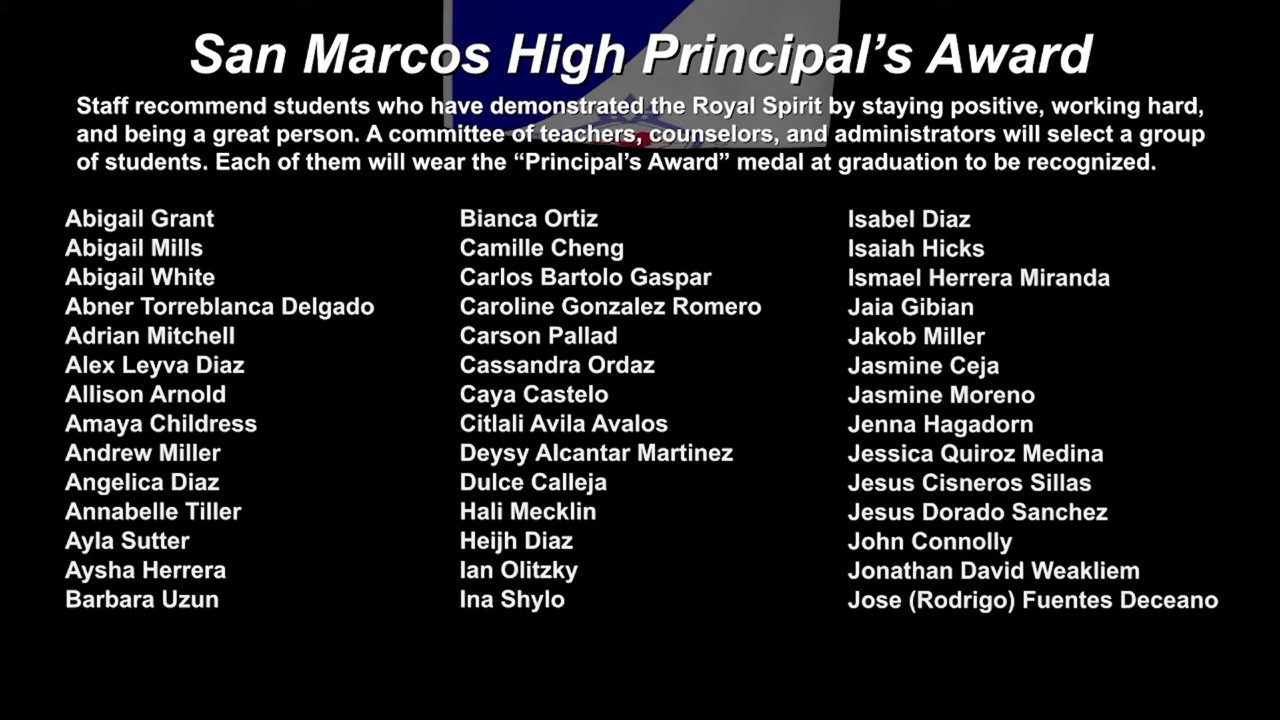 San Marcos High Principal’s Award
Staff recommend students who have demonstrated the Royal Spirit by staying positive, working hard,
and being a great person. A committee of teachers, counselors, and administrators will select a group
of students. Each of them will wear the “Principal’s Award” medal at graduation to be recognized.
Abigail Grant
Abigail Mills
Abigail White
Abner Torreblanca Delgado
Adrian Mitchell
Alex Leyva Diaz
Allison Arnold
Amaya Childress
Andrew Miller
Angelica Diaz
Annabelle Tiller
Ayla Sutter
Aysha Herrera
Barbara Uzun
Bianca Ortiz
Camille Cheng
Carlos Bartolo Gaspar
Caroline Gonzalez Romero
Carson Pallad
Cassandra Ordaz
Caya Castelo
Citlali Avila Avalos
Deysy Alcantar Martinez
Dulce Calleja
Hali Mecklin
Heijh Diaz
Ian Olitzky
Ina Shylo
Isabel Diaz
Isaiah Hicks
Ismael Herrera Miranda
Jaia Gibian
Jakob Miller
Jasmine Ceja
Jasmine Moreno
Jenna Hagadorn
Jessica Quiroz Medina
Jesus Cisneros Sillas
Jesus Dorado Sanchez
John Connolly
Jonathan David Weakliem
Jose (Rodrigo) Fuentes Deceano